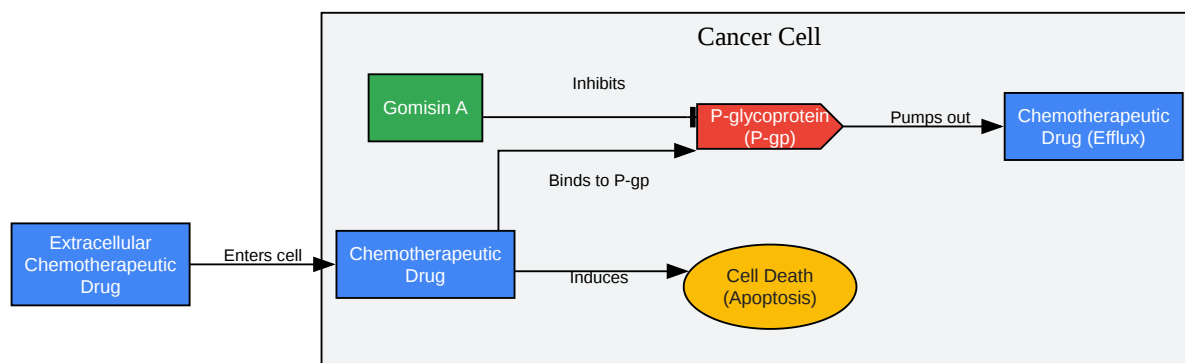 Cancer Cell
Gomisin A
Inhibits
P-glycoprotein
(P-gp)
Pumps out
Chemotherapeutic
Drug (Efflux)
Binds to P-gp
Extracellular
Chemotherapeutic
Drug
Enters cell
Chemotherapeutic
Drug
Induces
Cell Death
(Apoptosis)